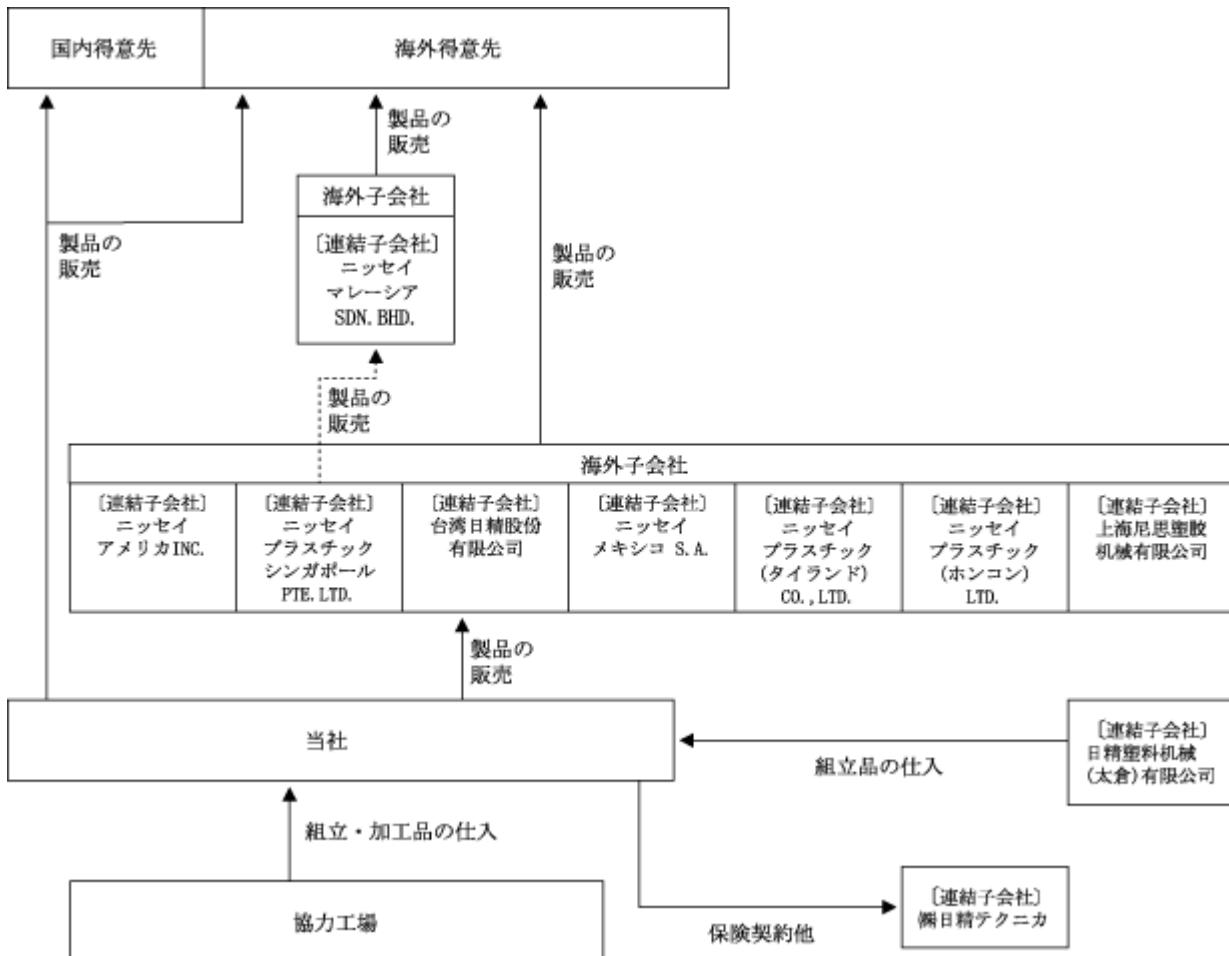 国内得意先
海外得意先
製品の
販売
海外子会社
〔連結子会社〕
ニッセイ
マレーシア
SDN. BHD.
製品の
販売
製品の
販売
製品の
販売
海外子会社
〔連結子会社〕
ニッセイ
アメリカINC.
〔連結子会社〕
ニッセイ
プラスチック
シンガポール
PTE. LTD.
〔連結子会社〕
台湾日精股份
有限公司
〔連結子会社〕
ニッセイ
メキシコ S.A.
〔連結子会社〕
ニッセイ
プラスチック
(タイランド)
CO., LTD.
〔連結子会社〕
ニッセイ
プラスチック
(ホンコン)
LTD.
〔連結子会社〕
上海尼思塑胶
机械有限公司
製品の
販売
当社
組立品の仕入
〔連結子会社〕
日精塑料机械
(太倉)有限公司
組立・加工品の仕入
協力工場
保険契約他
〔連結子会社〕
㈱日精テクニカ